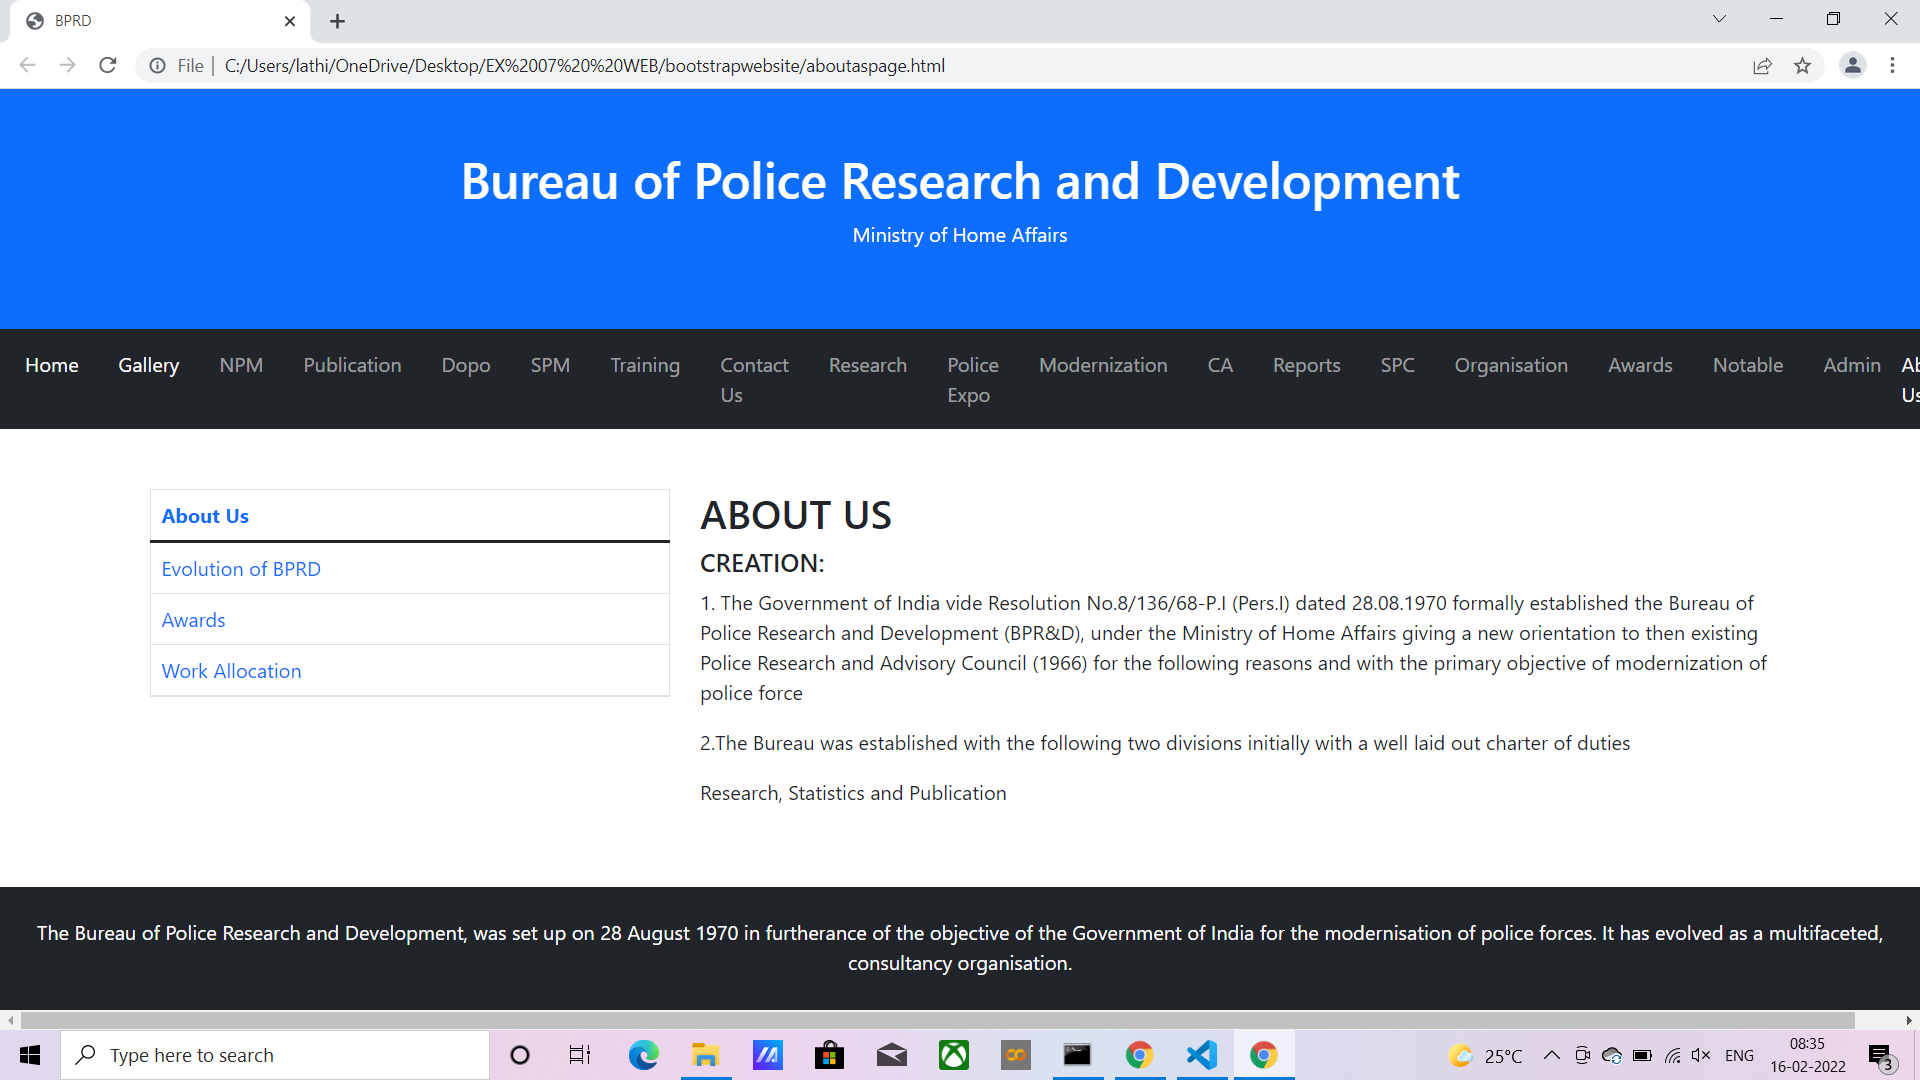 BPRD
File | C:/Users/lathi/OneDrive/Desktop/EX%2007%20%20WEB/bootstrapwebsite/aboutaspage.html
Bureau of Police Research and Development
Ministry of Home Affairs
Home Gallery NPM Publication Dopo SPM Training Contact Us Research Police Expo Modernization CA Reports SPC Organisation Awards Notable Admin Ab Us
About Us
Evolution of BPRD
Awards
Work Allocation
ABOUT US
CREATION:
1. The Government of India vide Resolution No.8/136/68-P.I (Pers.I) dated 28.08.1970 formally established the Bureau of
Police Research and Development (BPR&D), under the Ministry of Home Affairs giving a new orientation to then existing
Police Research and Advisory Council (1966) for the following reasons and with the primary objective of modernization of
police force
2.The Bureau was established with the following two divisions initially with a well laid out charter of duties
Research, Statistics and Publication
The Bureau of Police Research and Development, was set up on 28 August 1970 in furtherance of the objective of the Government of India for the modernisation of police forces. It has evolved as a multifaceted,
consultancy organisation.
Type here to search
25°C
ENG
08:35
16-02-2022
3